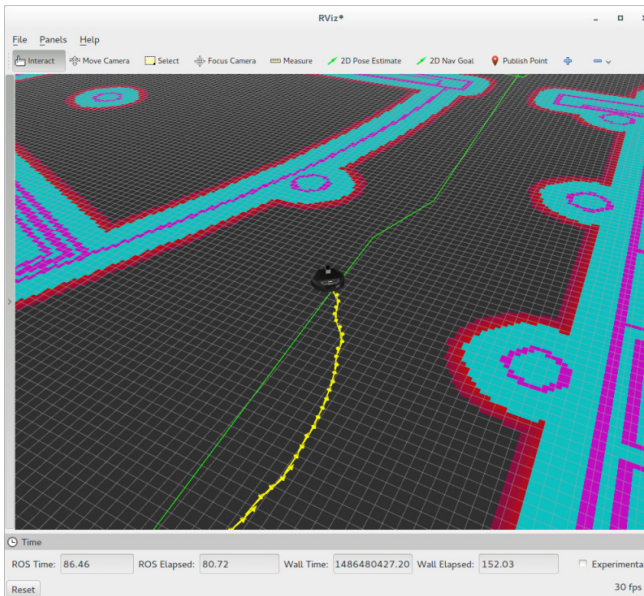 RViz*
File Panels Help
Interact Move Camera Select Focus Camera Measure 2D Pose Estimate 2D Nav Goal Publish Point
Time
ROS Time: 86.46 ROS Elapsed: 80.72 Wall Time: 1486480427.20 Wall Elapsed: 152.03 Experimenta
Reset 30 fps